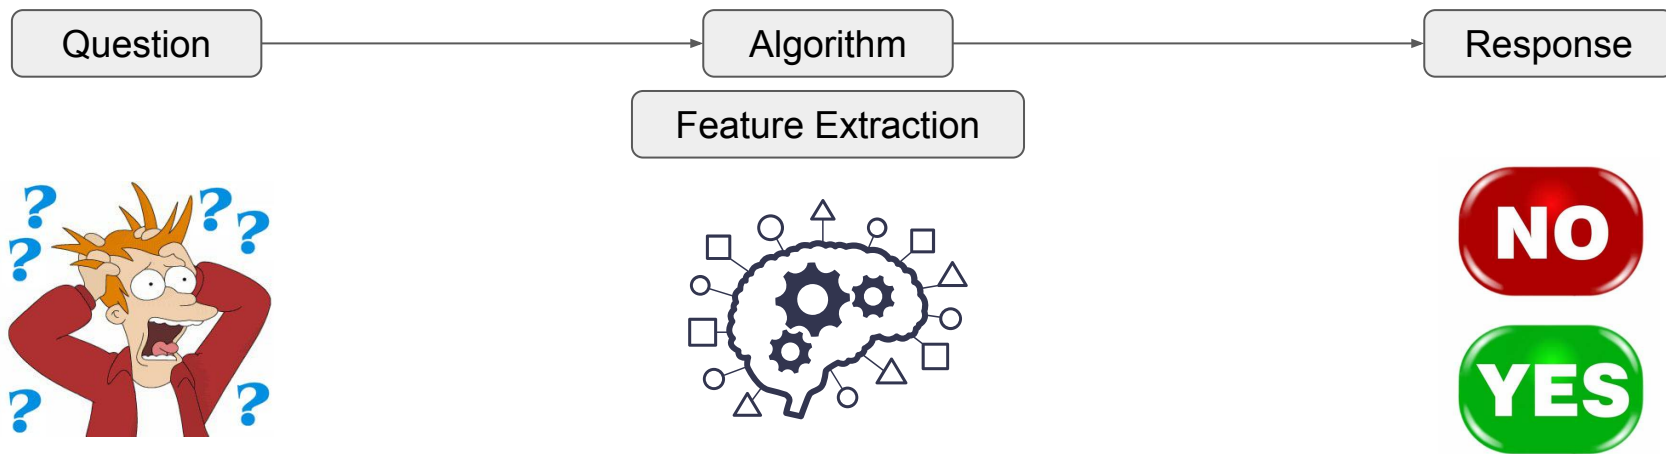 Question
Algorithm
Response
Feature Extraction
? ? ?
?
? ?
NO
YES